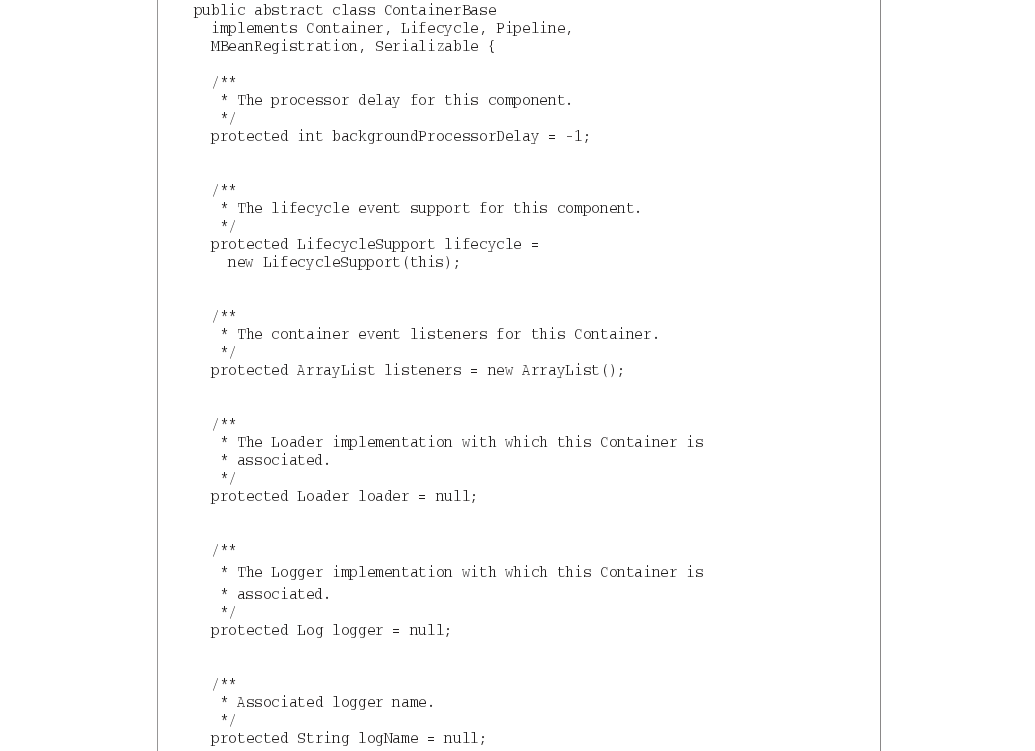 public abstract class ContainerBase
implements Container, Lifecycle, Pipeline,
MBeanRegistration, Serializable {
/**
* The processor delay for this component.
*/
protected int backgroundProcessorDelay = -1;
/**
* The lifecycle event support for this component.
*/
protected LifecycleSupport lifecycle =
new LifecycleSupport(this);
/**
* The container event listeners for this Container.
*/
protected ArrayList listeners = new ArrayList();
/**
* The Loader implementation with which this Container is
* associated.
*/
protected Loader loader = null;
/**
* The Logger implementation with which this Container is
* associated.
*/
protected Log logger = null;
/**
* Associated logger name.
*/
protected String logName = null;